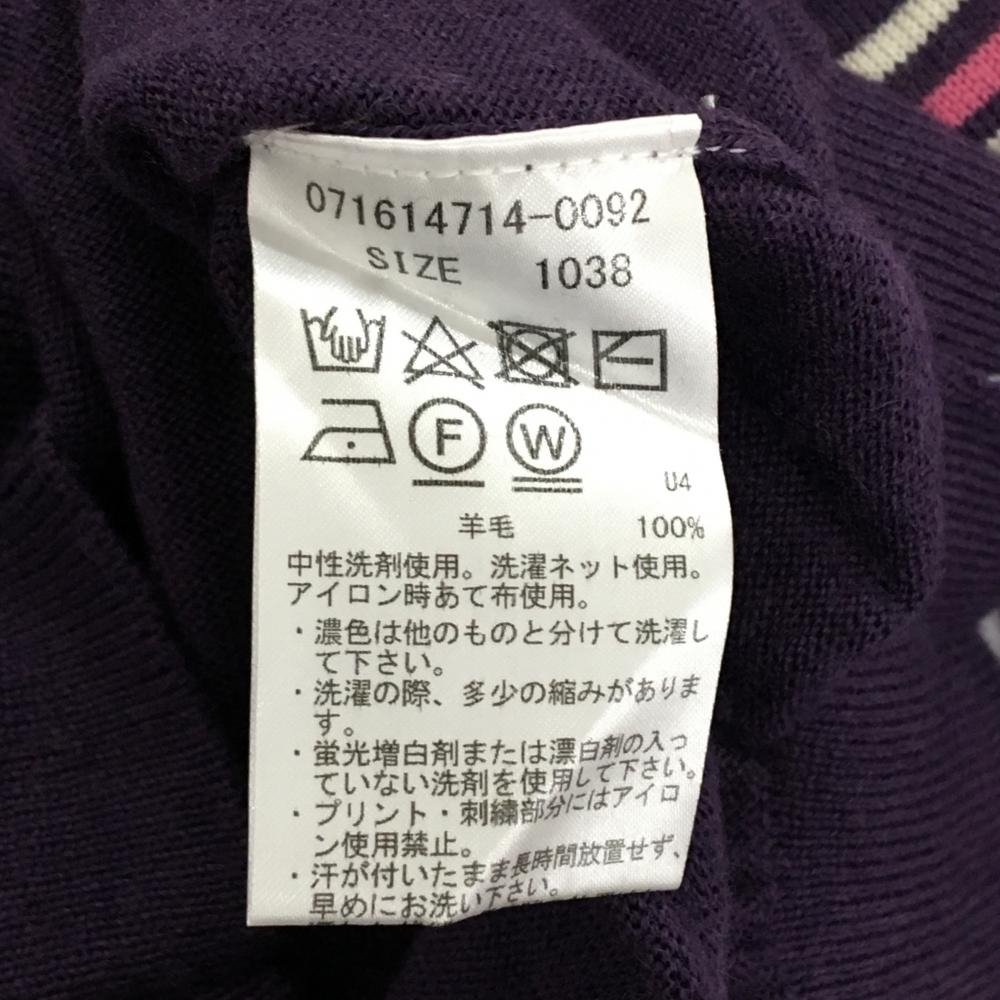 071614714-0092
SIZE 1038
F W
U4
羊毛 100%
中性洗剤使用。洗濯ネット使用。
アイロン時あて布使用。
・濃色は他のものと分けて洗濯し
て下さい。
・洗濯の際、多少の縮みがありま
す。
・蛍光増白剤または漂白剤の入っ
ていない洗剤を使用して下さい。
・プリント・刺繍部分にはアイロ
ン使用禁止。
・汗が付いたまま長時間放置せず、
早めにお洗い下さい。